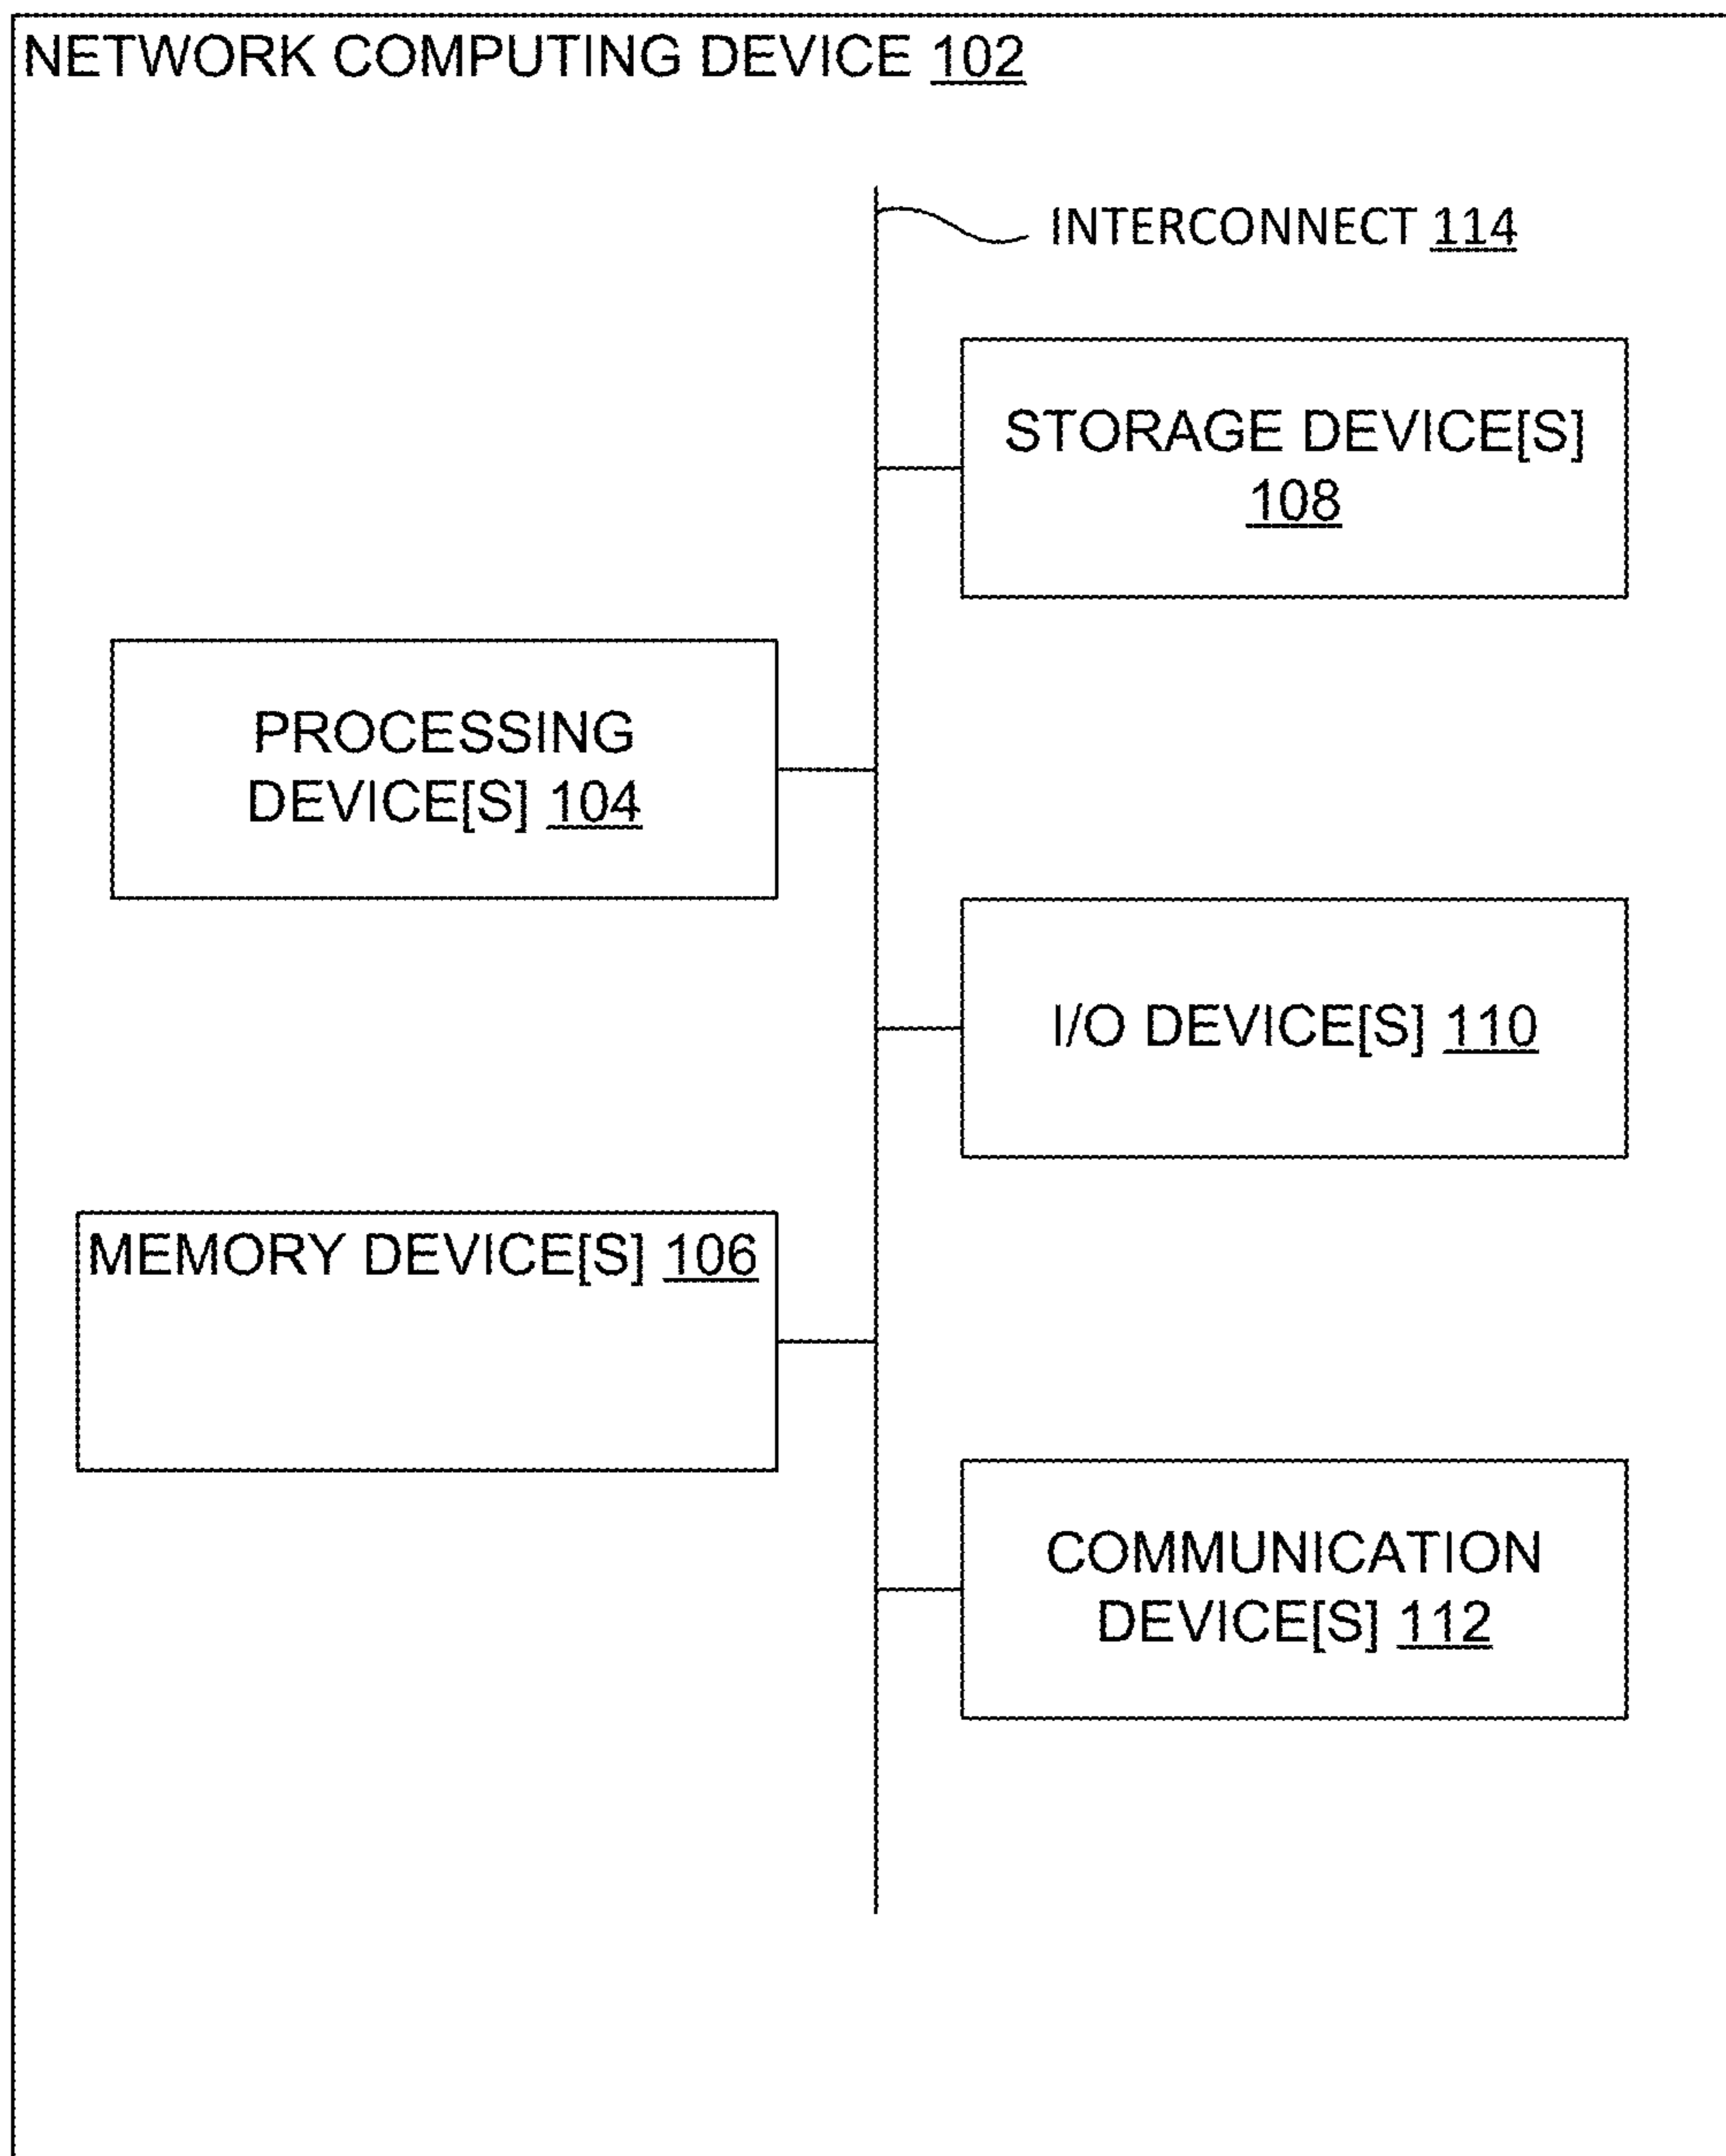 NETWORK COMPUTING DEVICE 102
INTERCONNECT 114
STORAGE DEVICE[S]
108
PROCESSING
DEVICE[S] 104
I/O DEVICE[S] 110
MEMORY DEVICE[S] 106
COMMUNICATION
DEVICE[S] 112